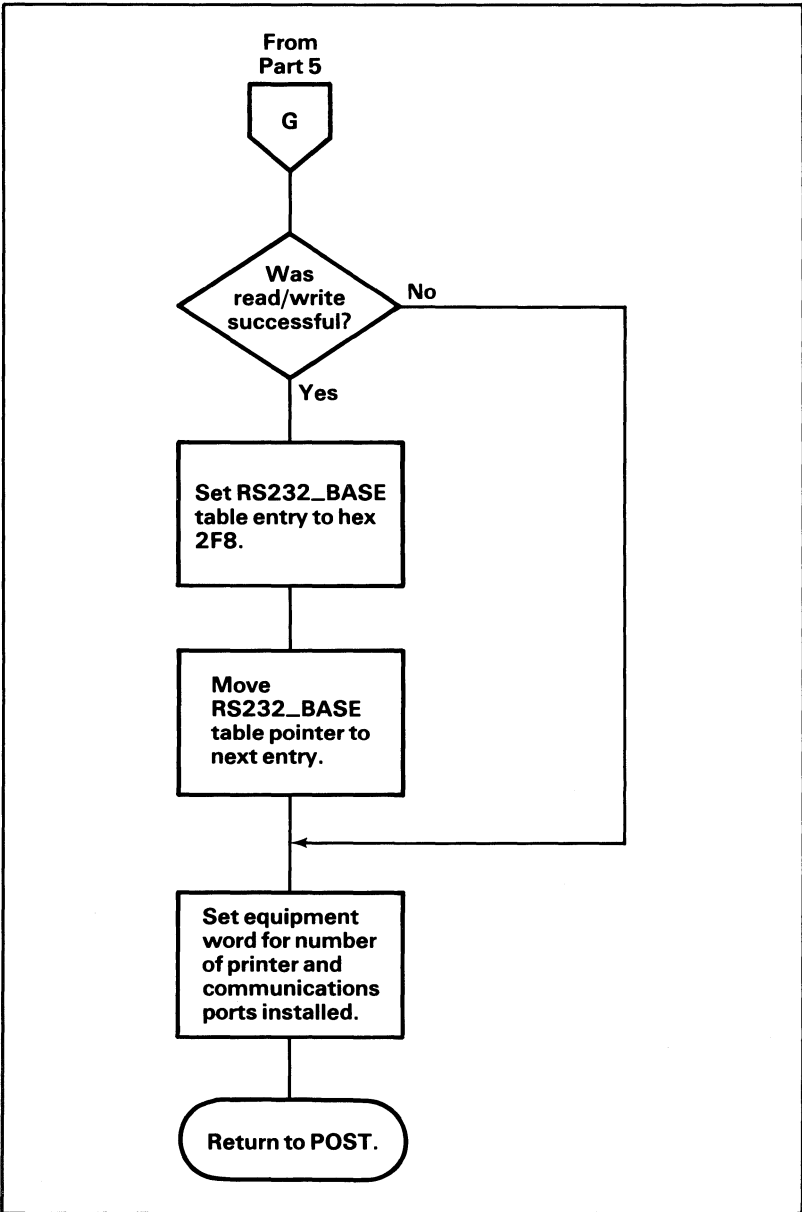 From
Part 5
G
Was
read/write
successful?
No
Yes
Set RS232_BASE
table entry to hex
2F8.
Move
RS232_BASE
table pointer to
next entry.
Set equipment
word for number
of printer and
communications
ports installed.
Return to POST.